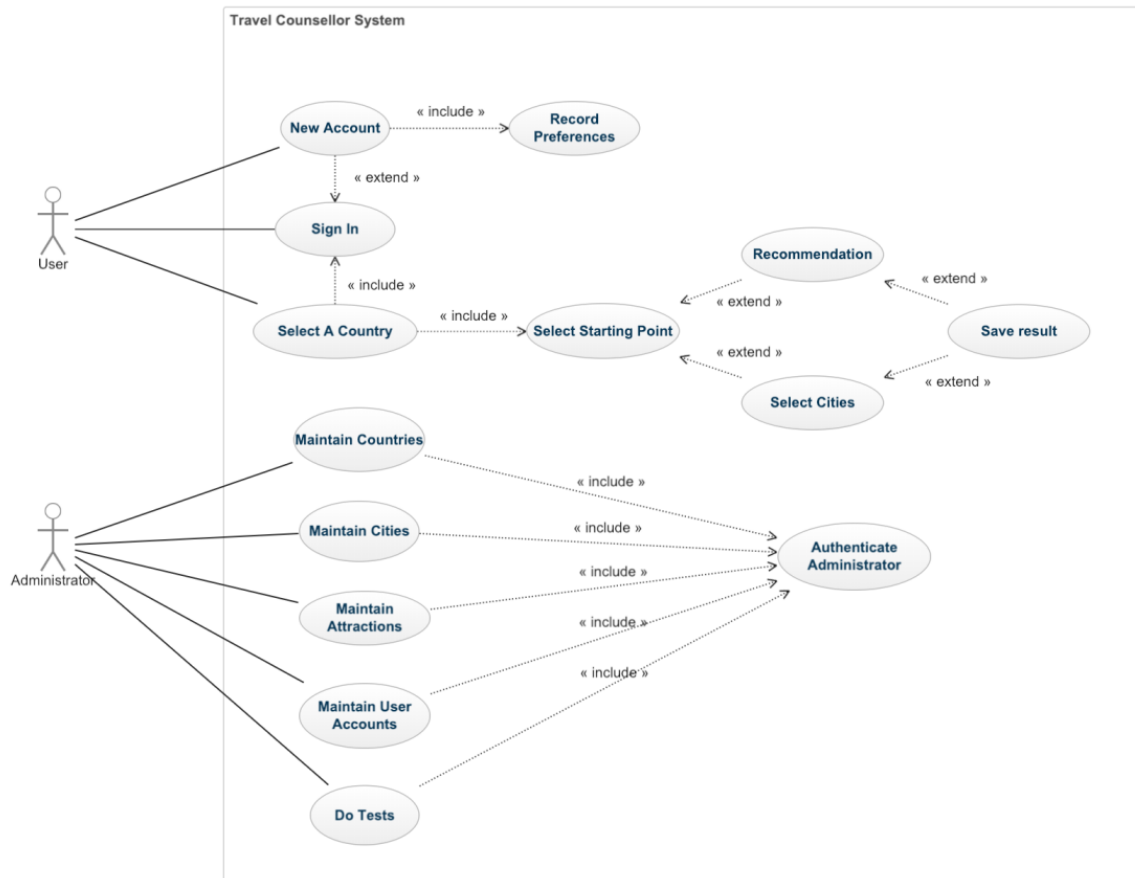 Travel Counsellor System
« include »
New Account
Record
Preferences
« extend »
Sign In
User
« include »
Select A Country
« include »
Select Starting Point
Recommendation
« extend »
« extend »
Save result
« extend »
« extend »
Select Cities
Maintain Countries
« include »
Maintain Cities
« include »
Administrator
Authenticate
Administrator
« include »
Maintain
Attractions
« include »
Maintain User
Accounts
« include »
Do Tests